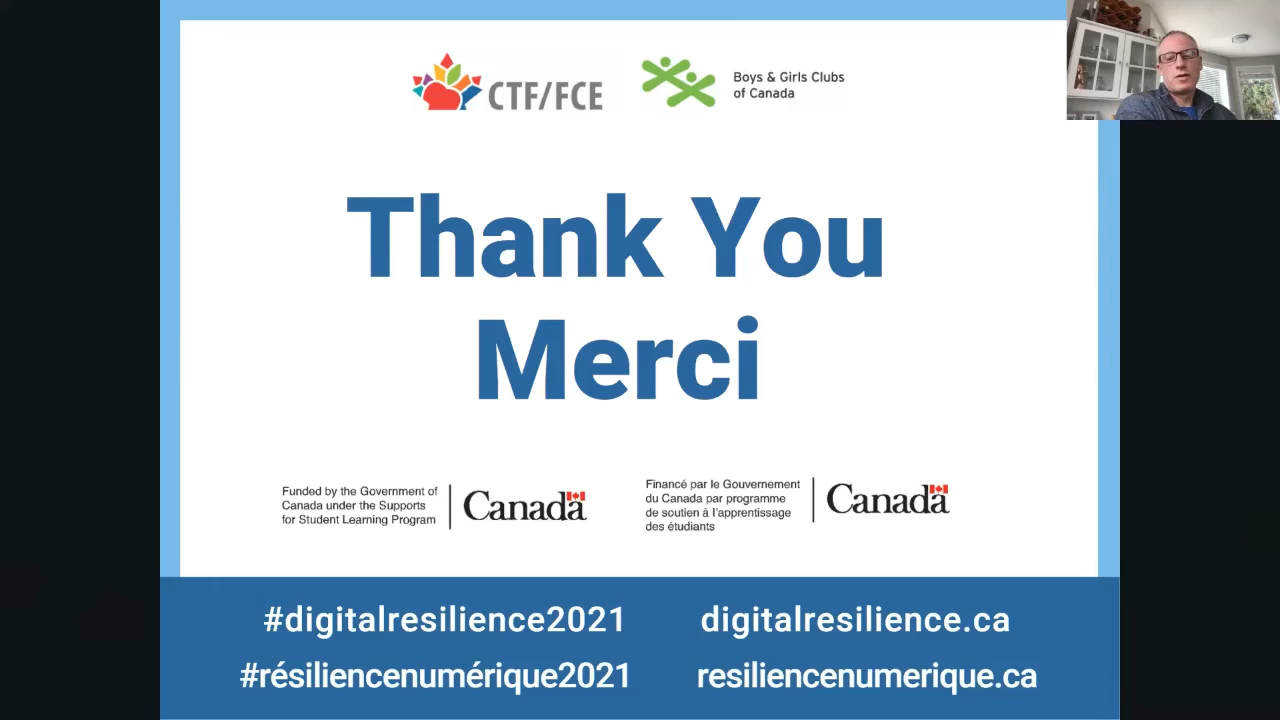 CTF/FCE
Boys & Girls Clubs
of Canada
Thank You
Merci
Funded by the Government of
Canada under the Supports
for Student Learning Program
Canada
Financé par le Gouvernement
du Canada par programme
de soutien à l'apprentissage
des étudiants
Canada
#digitalresilience2021
digitalresilience.ca
#résiliencenumérique2021
resiliencenumerique.ca